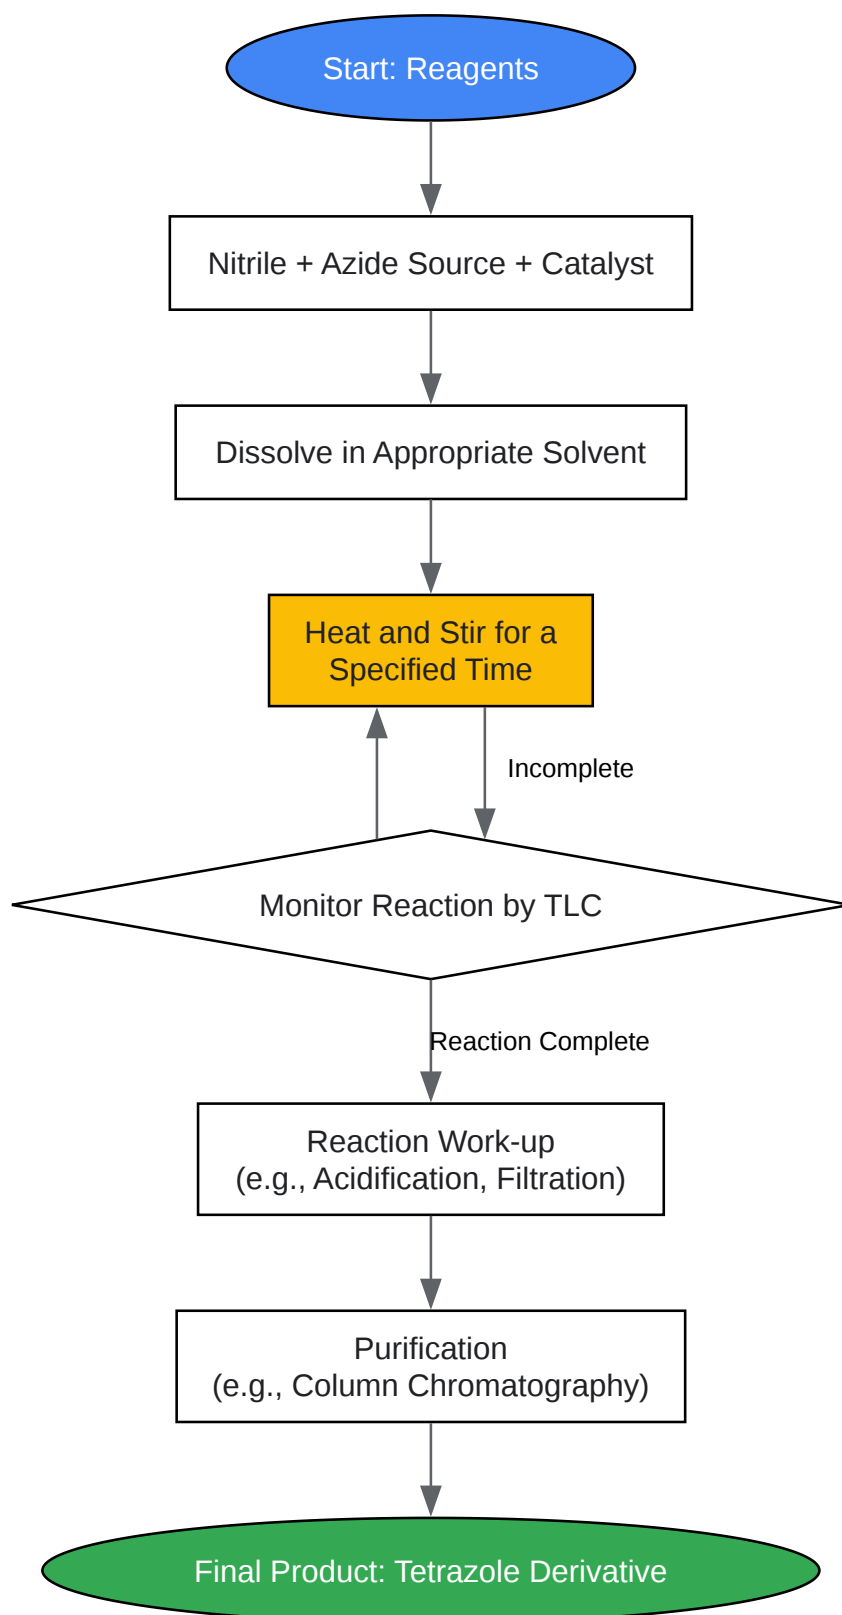 Start: Reagents
Nitrile + Azide Source + Catalyst
Dissolve in Appropriate Solvent
Heat and Stir for a
Specified Time
Incomplete
Monitor Reaction by TLC
Reaction Complete
Reaction Work-up
(e.g., Acidification, Filtration)
Purification
(e.g., Column Chromatography)
Final Product: Tetrazole Derivative